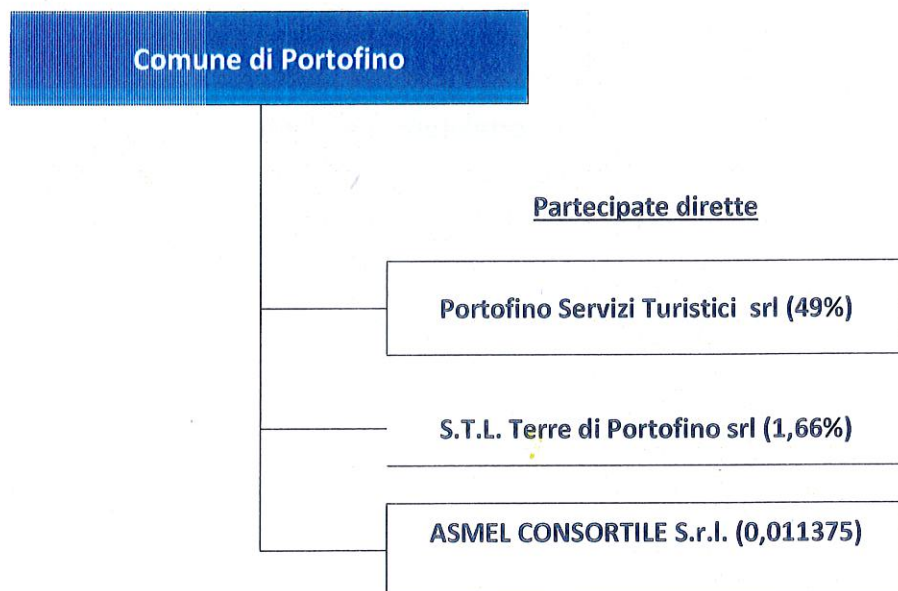 Comune di Portofino
Partecipate dirette
Portofino Servizi Turistici srl (49%)
S.T.L. Terre di Portofino srl (1,66%)
ASMEL CONSORTILE S.r.l. (0,011375)